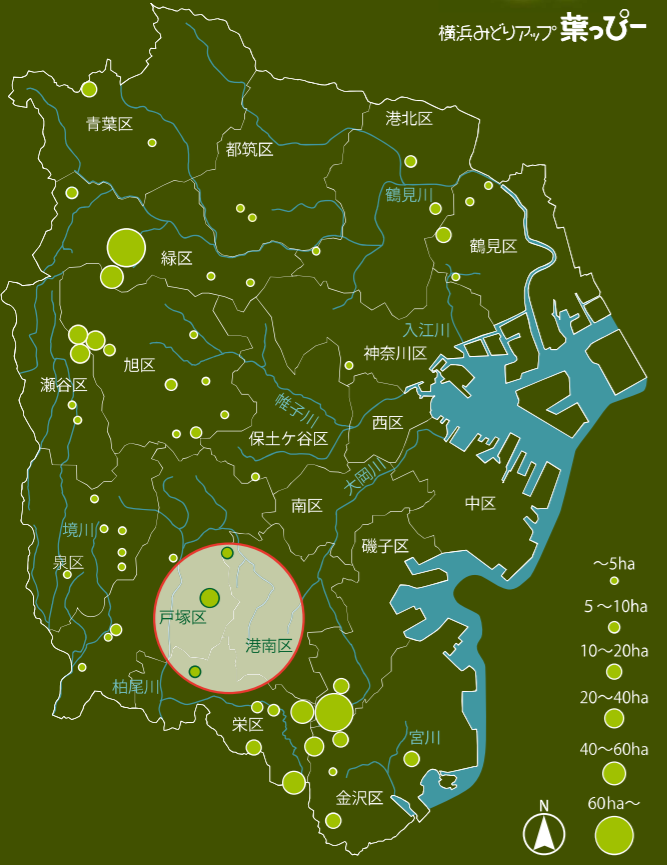 横浜みどりアップ 葉っぴー
青葉区
都筑区
港北区
鶴見川
緑区
鶴見区
入江川
神奈川区
旭区
瀬谷区
帷子川
西区
保土ケ谷区
大岡川
南区
中区
境川
磯子区
泉区
戸塚区
港南区
柏尾川
栄区
宮川
金沢区
〜5ha
5〜10ha
10〜20ha
20〜40ha
40〜60ha
60ha〜
N